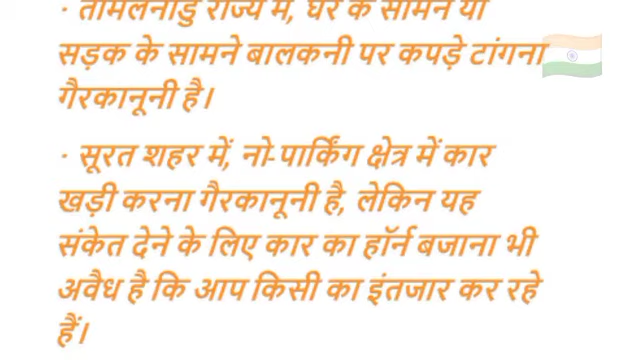 · तामिलनाडु राज्य में, घर के सामने या
सड़क के सामने बालकनी पर कपड़े टांगना
गैरकानूनी है।
· सूरत शहर में, नो-पार्किंग क्षेत्र में कार
खड़ी करना गैरकानूनी है, लेकिन यह
संकेत देने के लिए कार का हॉर्न बजाना भी
अवैध है कि आप किसी का इंतजार कर रहे
हैं।